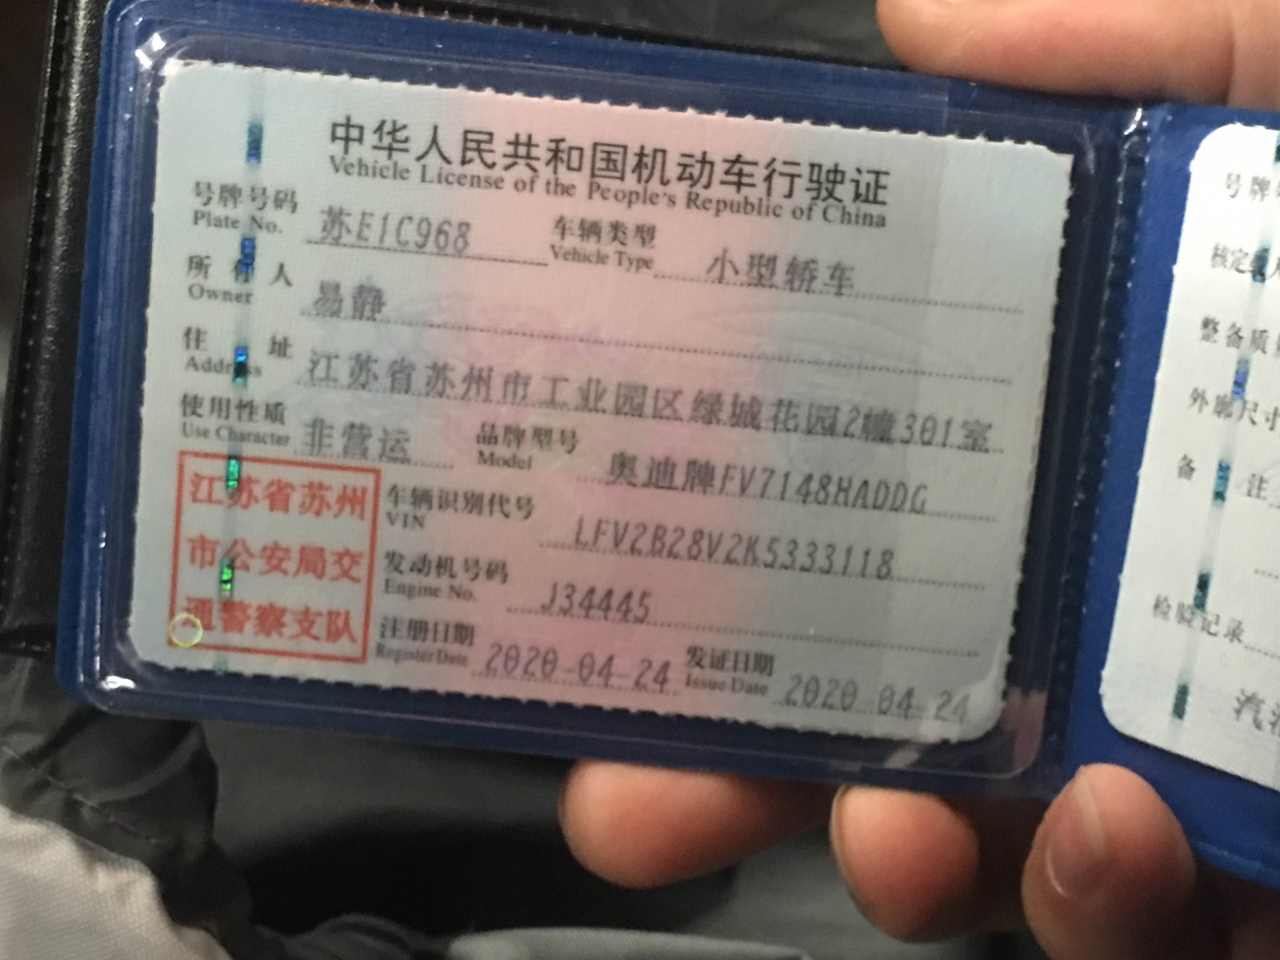 中华人民共和国机动车行驶证
Vehicle License of the People's Republic of China
号牌号码 苏E1C968 车辆类型 小型轿车
Plate No. Vehicle Type
所有人 易静
Owner
住址 江苏省苏州市工业园区绿城花园2幢301室
Address
使用性质 非营运 品牌型号 奥迪牌FV7148HADDG
Use Character Model
车辆识别代号 LFV2B28V2K5333118
VIN
发动机号码 J34445
Engine No.
注册日期 2020-04-24 发证日期 2020-04-24
Register Date Issue Date
江苏省苏州
市公安局交
通警察支队
号牌
核定
整备质
外廓尺寸
备注
检验记录
汽